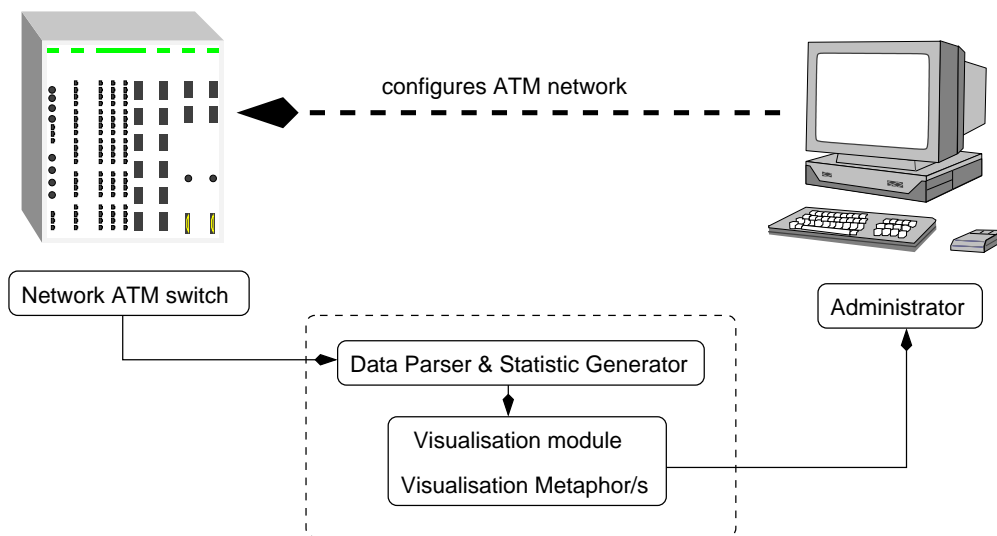 configures ATM network
Network ATM switch
Administrator
Data Parser & Statistic Generator
Visualisation module
Visualisation Metaphor/s